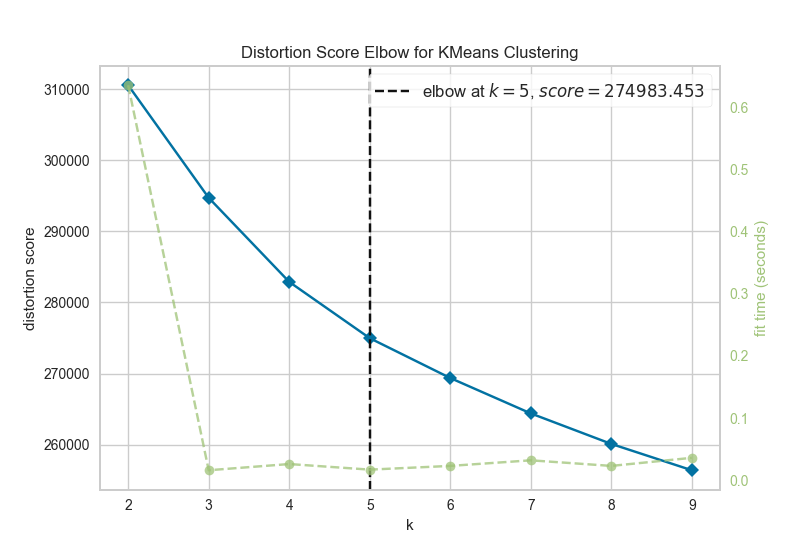 Distortion Score Elbow for KMeans Clustering
elbow at k = 5, score = 274983.453
distortion score
310000
300000
290000
280000
270000
260000
0.6
0.5
0.4
0.3
0.2
0.1
0.0
fit time (seconds)
2 3 4 5 6 7 8 9
k